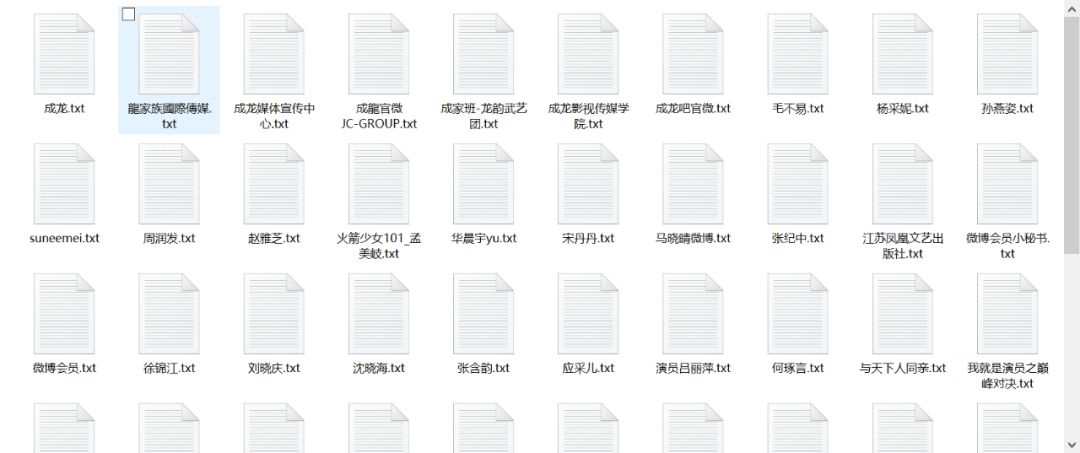 成龙.txt
龍家族國際傳媒.
txt
成龙媒体宣传中
心.txt
成龍官微
JC-GROUP.txt
成家班-龙韵武艺
团.txt
成龙影视传媒学
院.txt
成龙吧官微.txt
毛不易.txt
杨采妮.txt
孙燕姿.txt
suneemei.txt
周润发.txt
赵雅芝.txt
火箭少女101_孟
美岐.txt
华晨宇yu.txt
宋丹丹.txt
马晓晴微博.txt
张纪中.txt
江苏凤凰文艺出
版社.txt
微博会员小秘书.
txt
微博会员.txt
徐锦江.txt
刘晓庆.txt
沈晓海.txt
张含韵.txt
应采儿.txt
演员吕丽萍.txt
何琢言.txt
与天下人同亲.txt
我就是演员之巅
峰对决.txt